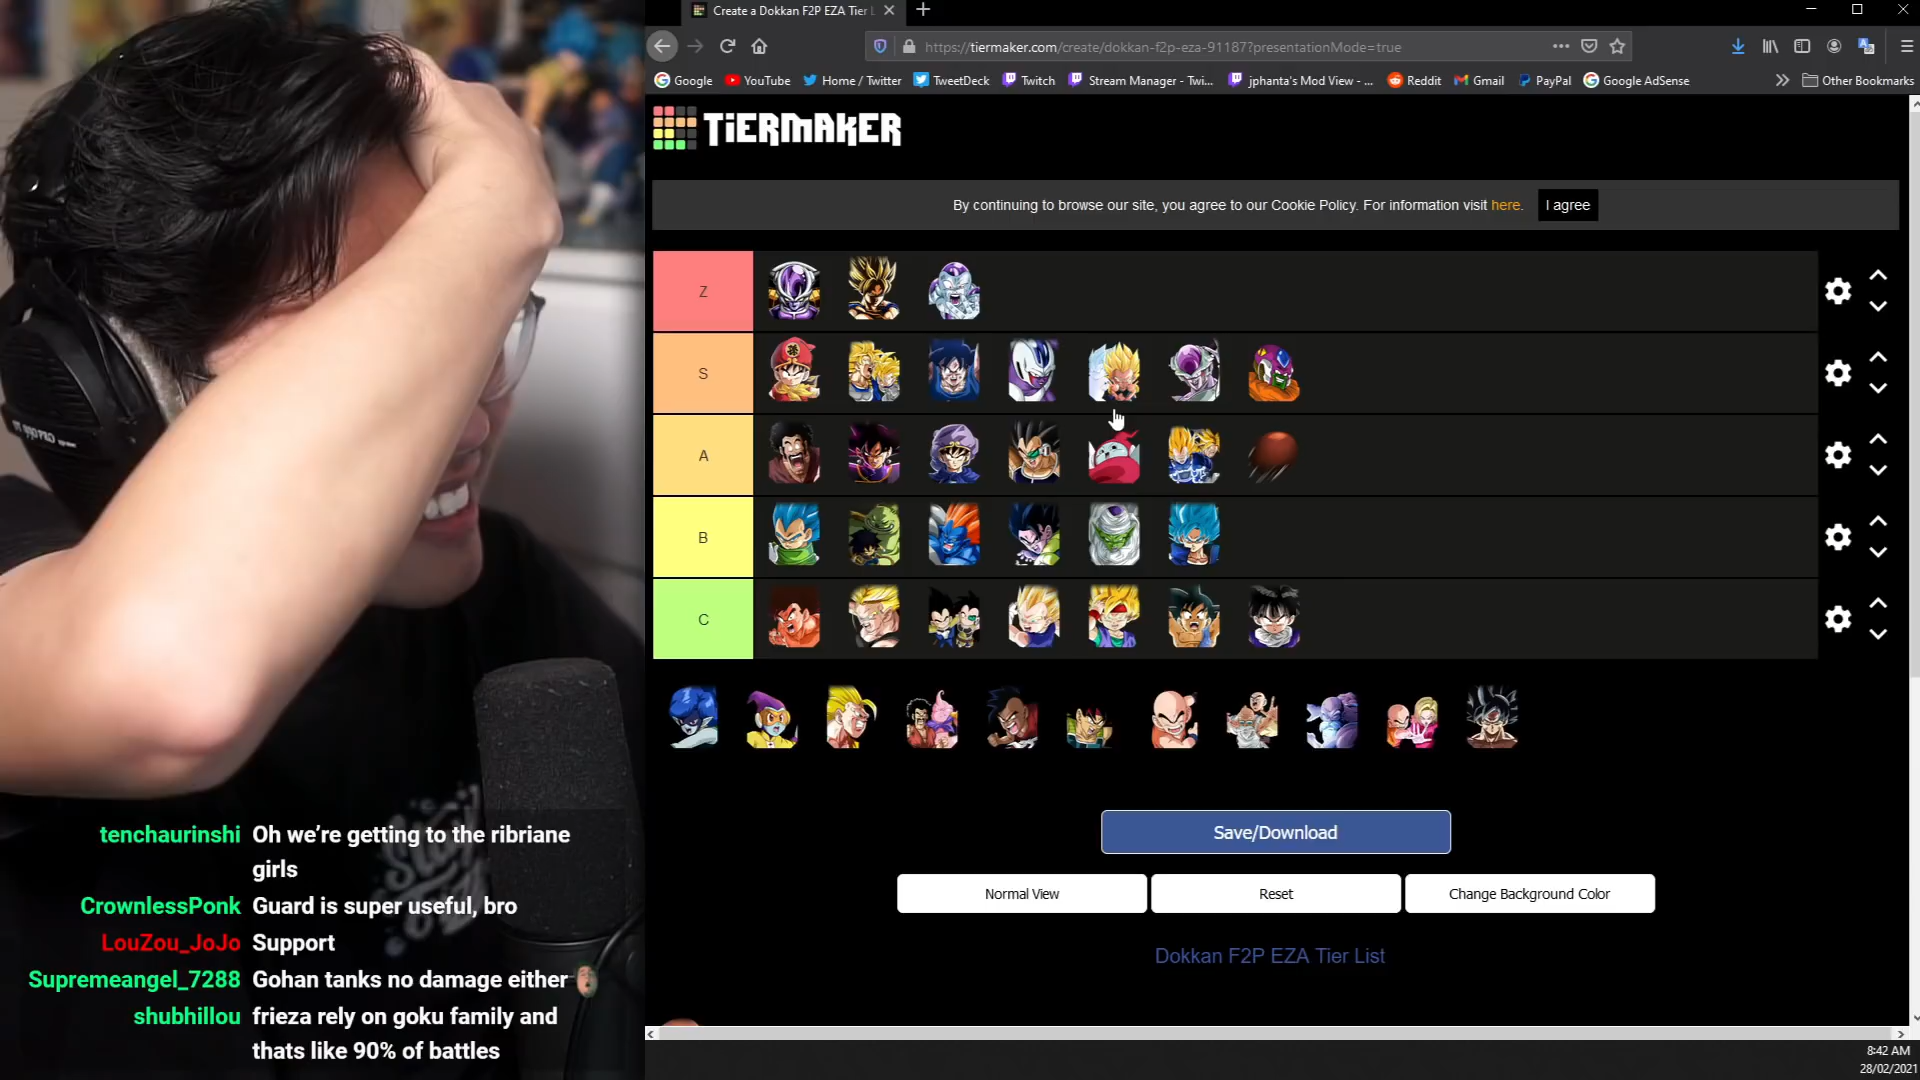 Create a Dokkan F2P EZA Tier L
https://tiermaker.com/create/dokkan-f2p-eza-91187?presentationMode=true
Google YouTube Home / Twitter TweetDeck Twitch Stream Manager - Twi... jphanta's Mod View - ... Reddit Gmail PayPal Google AdSense Other Bookmarks
TiERMAKER
By continuing to browse our site, you agree to our Cookie Policy. For information visit here. I agree
Z
S
A
B
C
Save/Download
Normal View Reset Change Background Color
Dokkan F2P EZA Tier List
tenchaurinshi Oh we’re getting to the ribriane
girls
CrownlessPonk Guard is super useful, bro
LouZou_JoJo Support
Supremeangel_7288 Gohan tanks no damage either
shubhillou frieza rely on goku family and
thats like 90% of battles
8:42 AM
28/02/2021